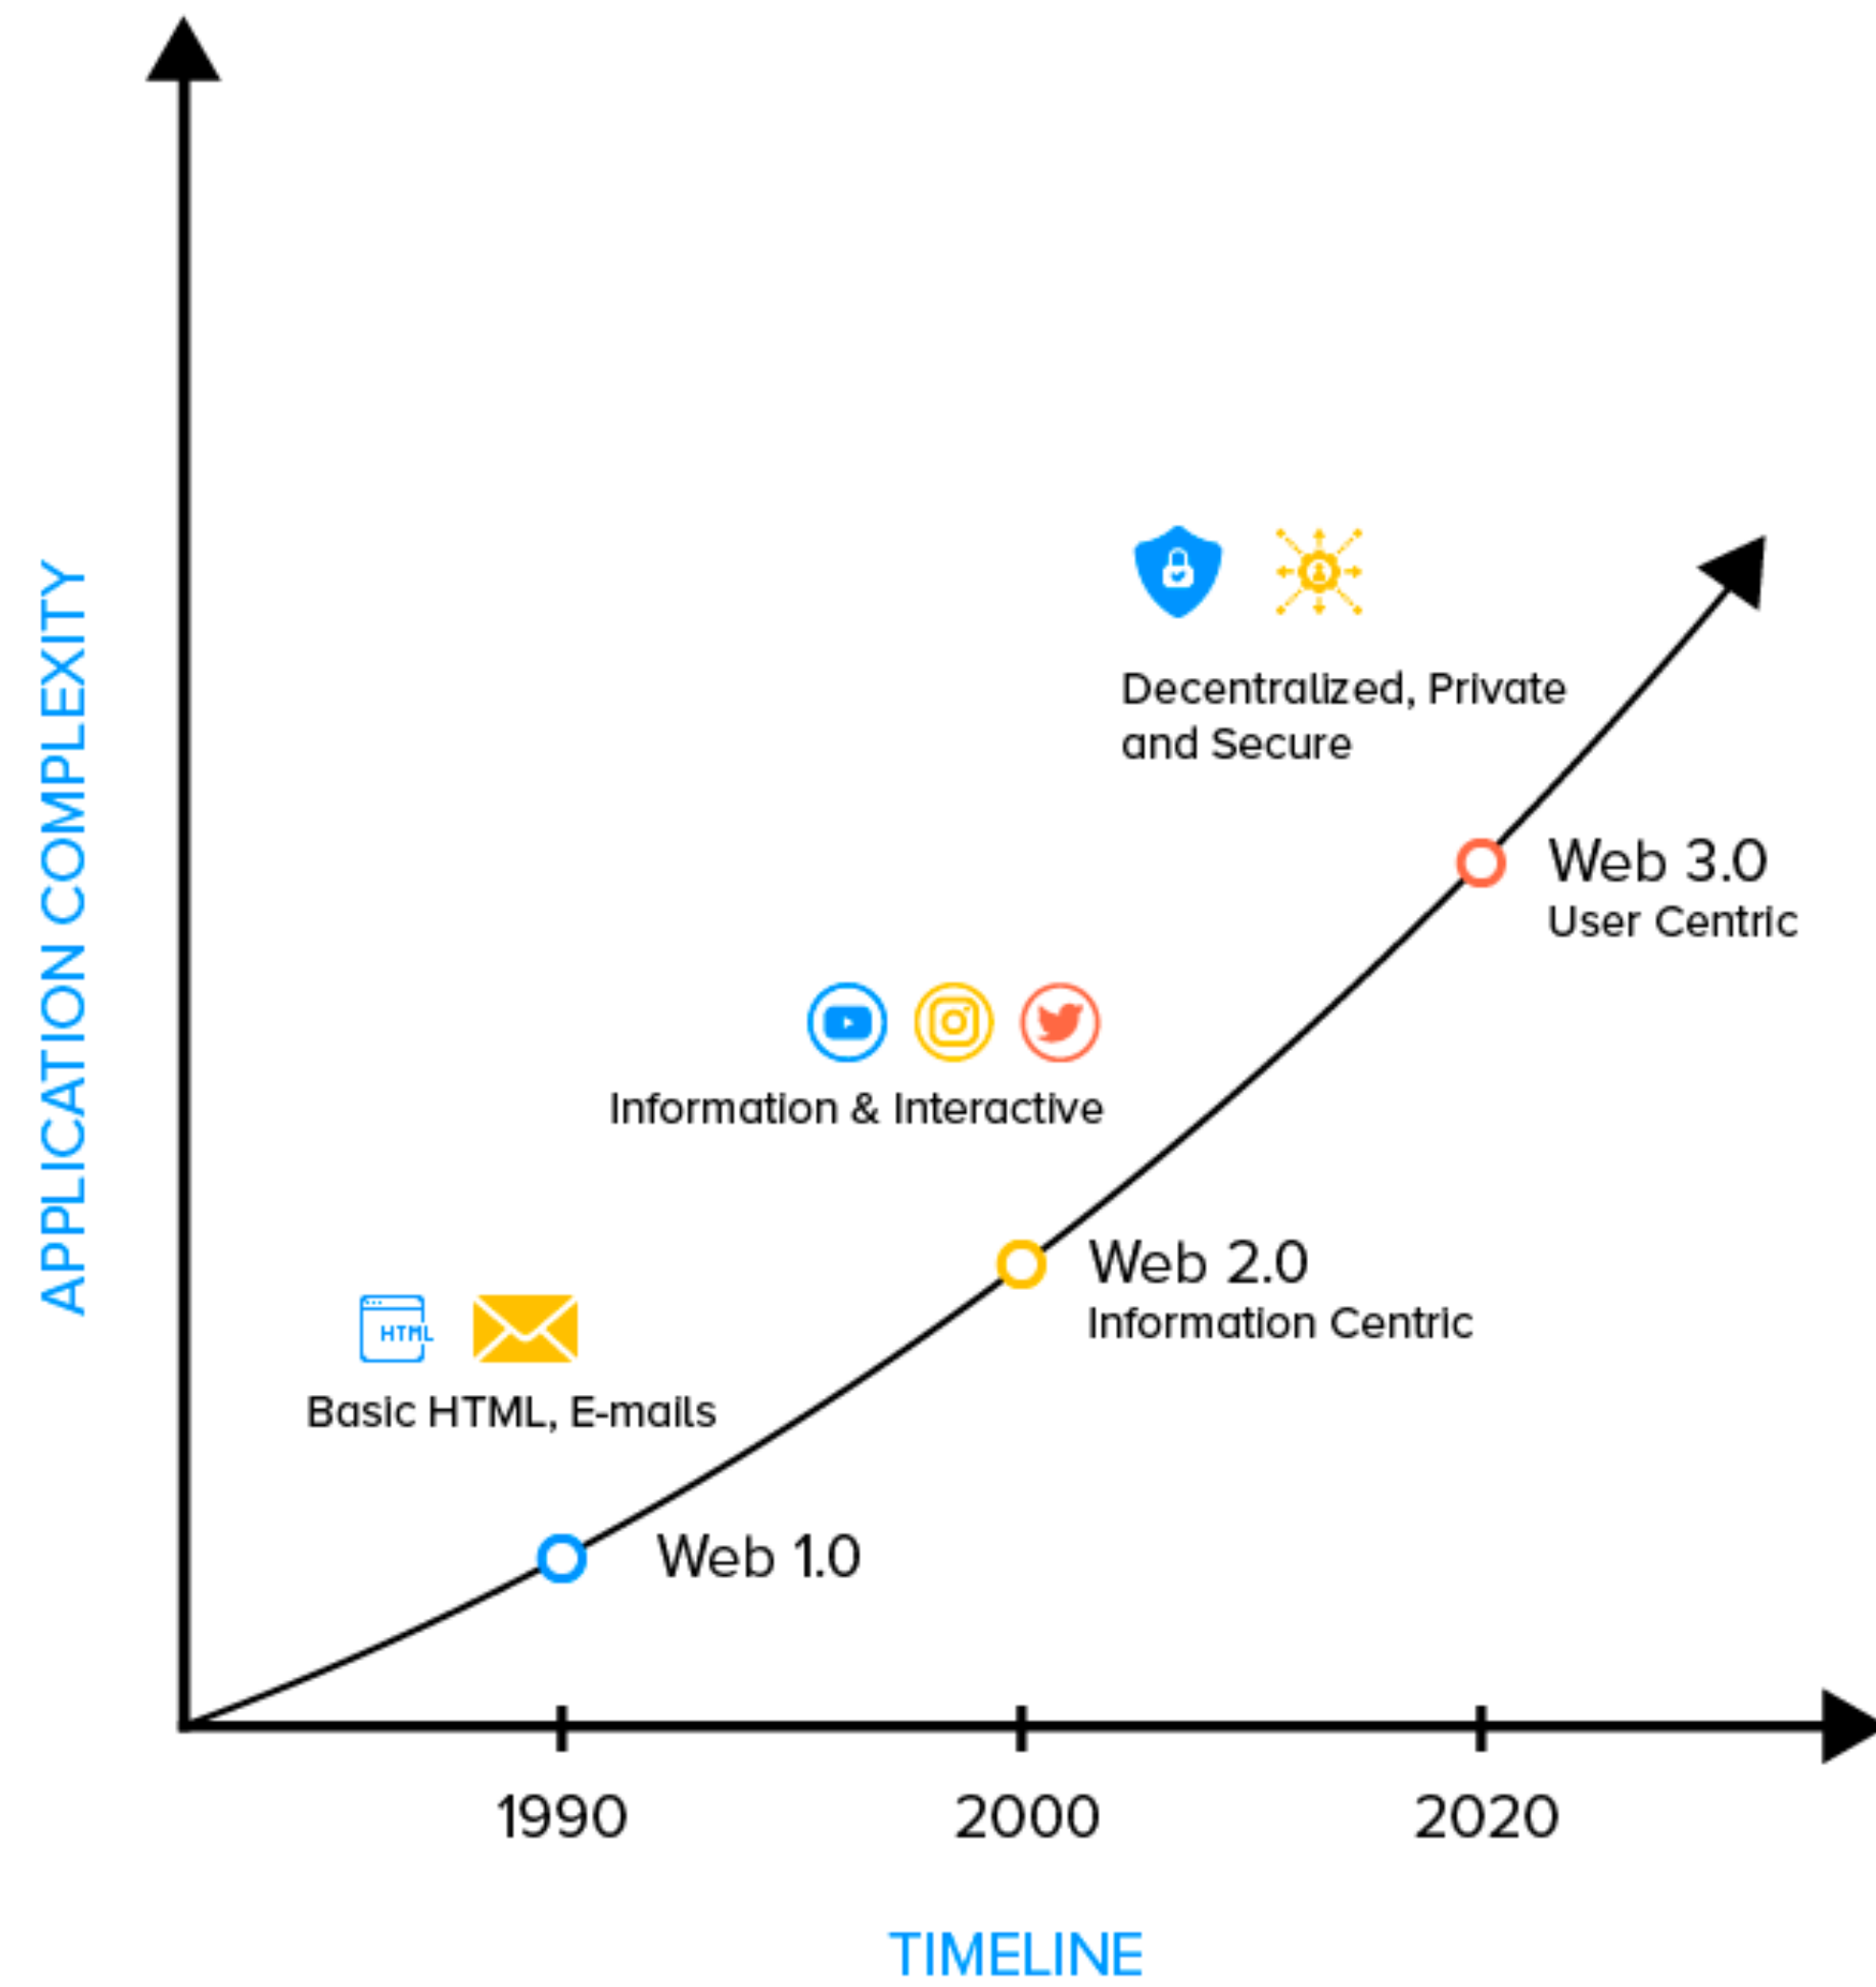 APPLICATION COMPLEXITY
Decentralized, Private
and Secure
Web 3.0
User Centric
Information & Interactive
Web 2.0
Information Centric
HTML
Basic HTML, E-mails
Web 1.0
1990
2000
2020
TIMELINE